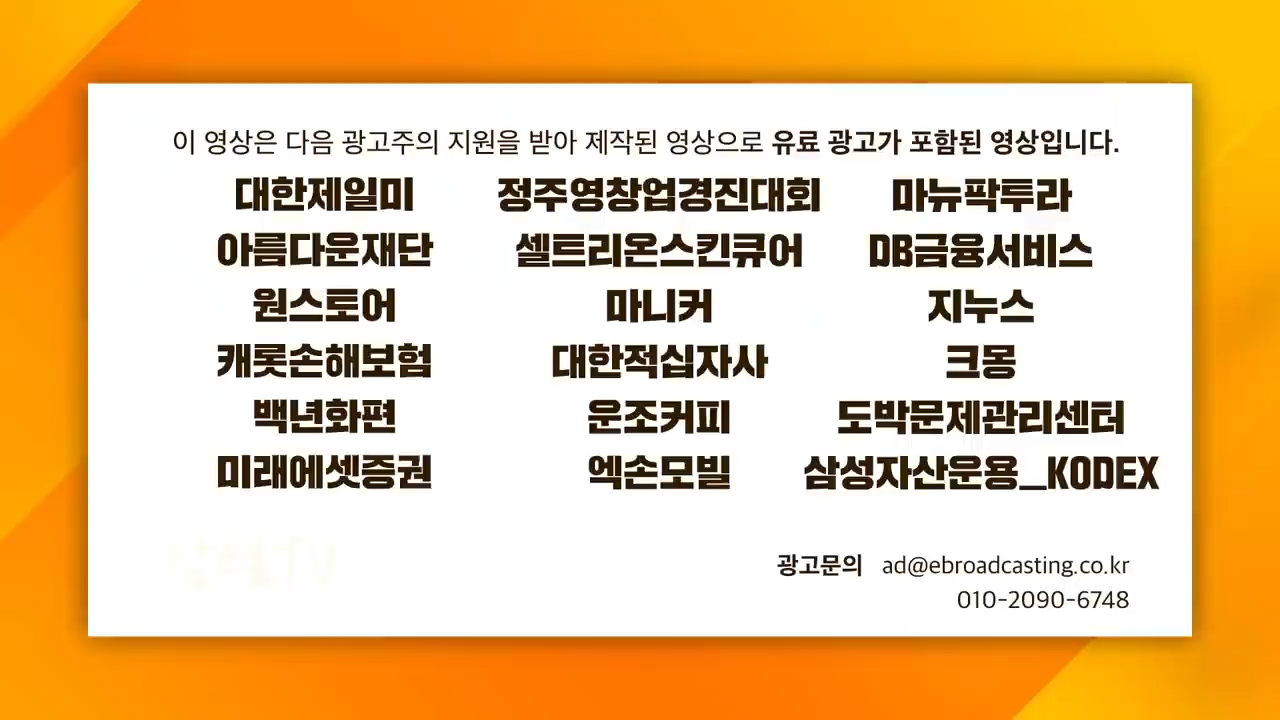 이 영상은 다음 광고주의 지원을 받아 제작된 영상으로 유료 광고가 포함된 영상입니다.
대한제일미 정주영창업경진대회 마뉴팍투라
아름다운재단 셀트리온스킨큐어 DB금융서비스
원스토어 마니커 지누스
캐롯손해보험 대한적십자사 크몽
백년화편 운조커피 도박문제관리센터
미래에셋증권 엑손모빌 삼성자산운용_KODEX
광고문의 ad@ebroadcasting.co.kr
010-2090-6748